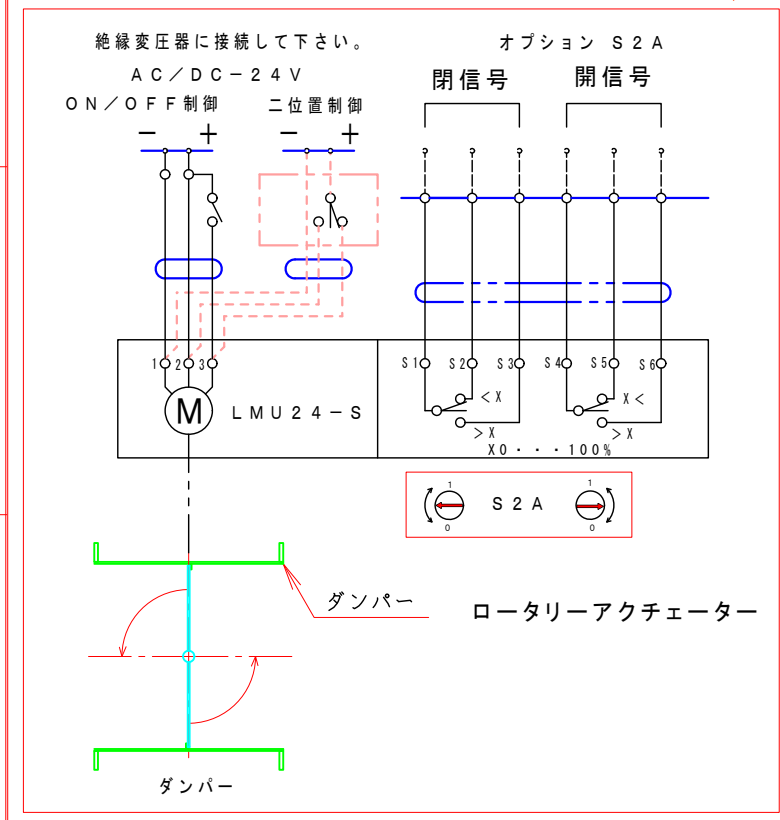 絶縁変圧器に接続して下さい。
AC/DC-24V
ON/OFF制御 二位置制御
- + - +
オプション S2A
閉信号 開信号
1 2 3
M LMU24-S
S1 S2 S3 S4 S5 S6
<X X<
>X >X
X0・・・100%
1 1
S2A
0 0
ダンパー
ロータリーアクチェーター
ダンパー